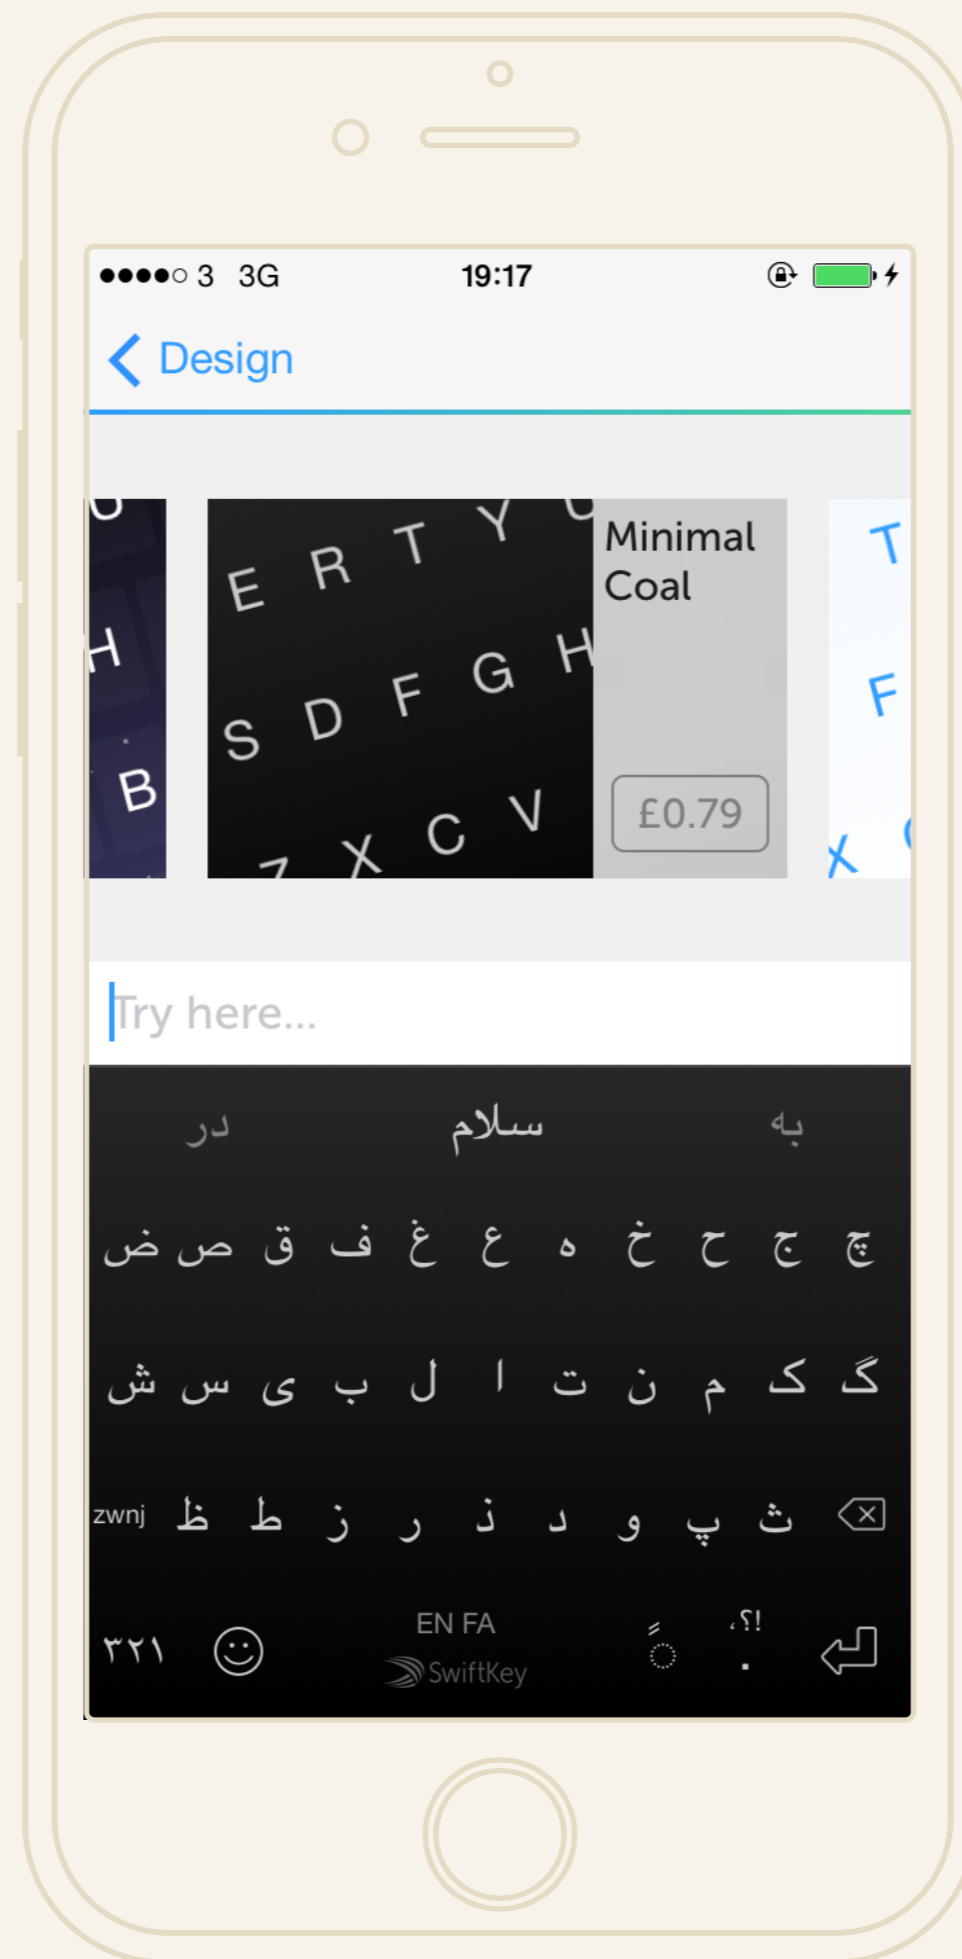 3 3G 19:17
Design
U
H
B
E R T Y U
S D F G H
Z X C V
Minimal
Coal
£0.79
T
F
X
Try here...
در سلام به
ض ص ق ف غ ع ه خ ح ج چ
ش س ی ب ل ا ت ن م ک گ
zwnj ظ ط ز ر ذ د و پ ث
۳۲۱
EN FA
SwiftKey
،؟!
.